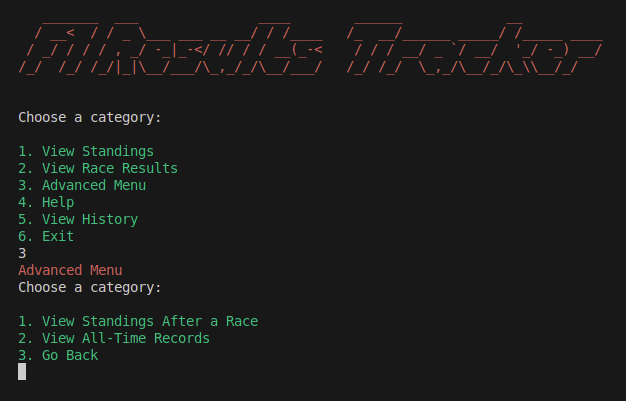 F1 Results Tracker
Choose a category:
1. View Standings
2. View Race Results
3. Advanced Menu
4. Help
5. View History
6. Exit
3
Advanced Menu
Choose a category:
1. View Standings After a Race
2. View All-Time Records
3. Go Back